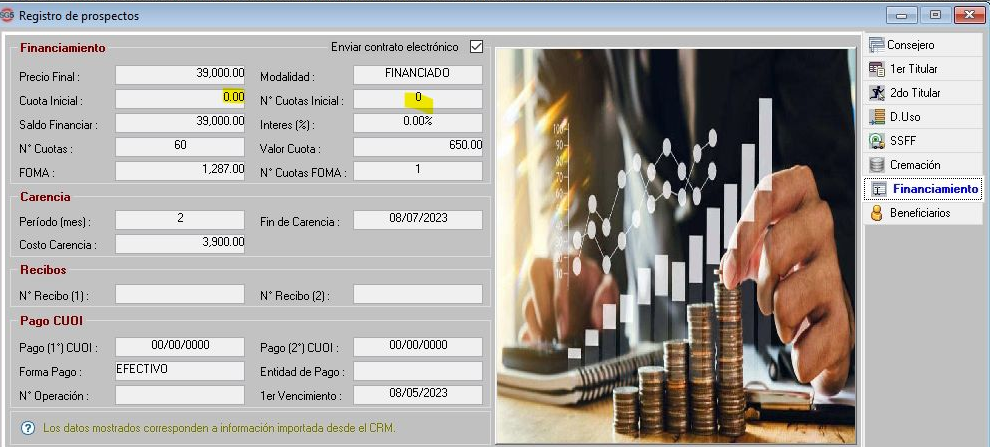 SG5 Registro de prospectos
Financiamiento
Enviar contrato electrónico
Precio Final : 39,000.00 Modalidad : FINANCIADO
Cuota Inicial : 0.00 N° Cuotas Inicial : 0
Saldo Financiar : 39,000.00 Interes (%) : 0.00%
N° Cuotas : 60 Valor Cuota : 650.00
FOMA : 1,287.00 N° Cuotas FOMA : 1
Carencia
Período (mes) : 2 Fin de Carencia : 08/07/2023
Costo Carencia : 3,900.00
Recibos
N° Recibo (1) : N° Recibo (2) :
Pago CUOI
Pago (1°) CUOI : 00/00/0000 Pago (2°) CUOI : 00/00/0000
Forma Pago : EFECTIVO Entidad de Pago :
N° Operación : 1er Vencimiento : 08/05/2023
Los datos mostrados corresponden a información importada desde el CRM.
Consejero
1er Titular
2do Titular
D.Uso
SSFF
Cremación
Financiamiento
Beneficiarios